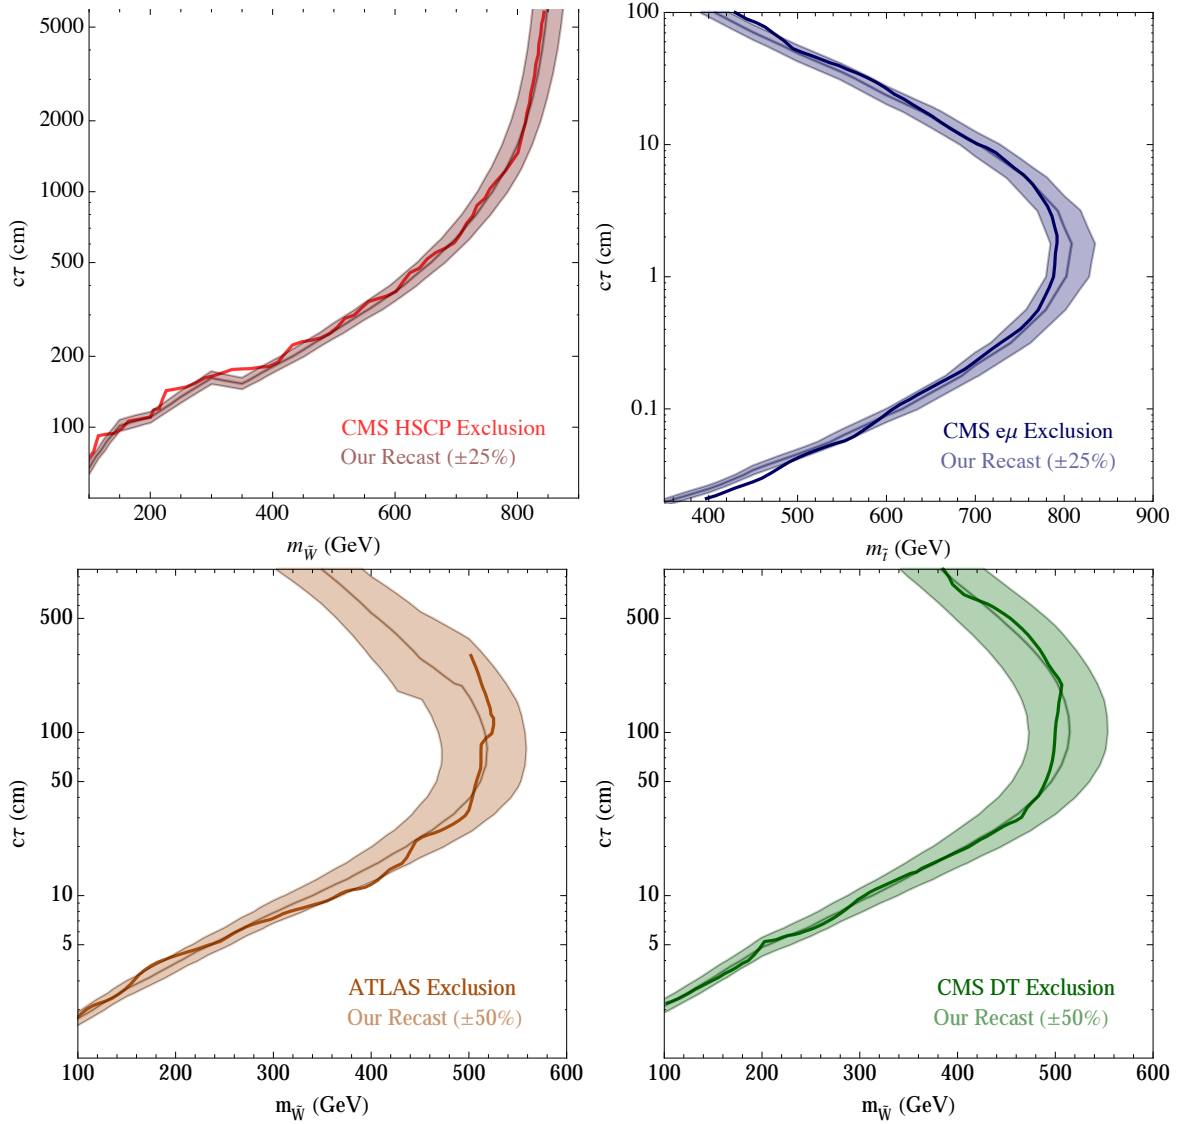 5000
2000
1000
500
200
100
cτ (cm)
200
400
600
800
m_W̃ (GeV)
CMS HSCP Exclusion
Our Recast (±25%)
100
10
1
0.1
cτ (cm)
400
500
600
700
800
900
m_t̃ (GeV)
CMS eμ Exclusion
Our Recast (±25%)
500
100
50
10
5
cτ (cm)
100
200
300
400
500
600
m_W̃ (GeV)
ATLAS Exclusion
Our Recast (±50%)
500
100
50
10
5
cτ (cm)
100
200
300
400
500
600
m_W̃ (GeV)
CMS DT Exclusion
Our Recast (±50%)